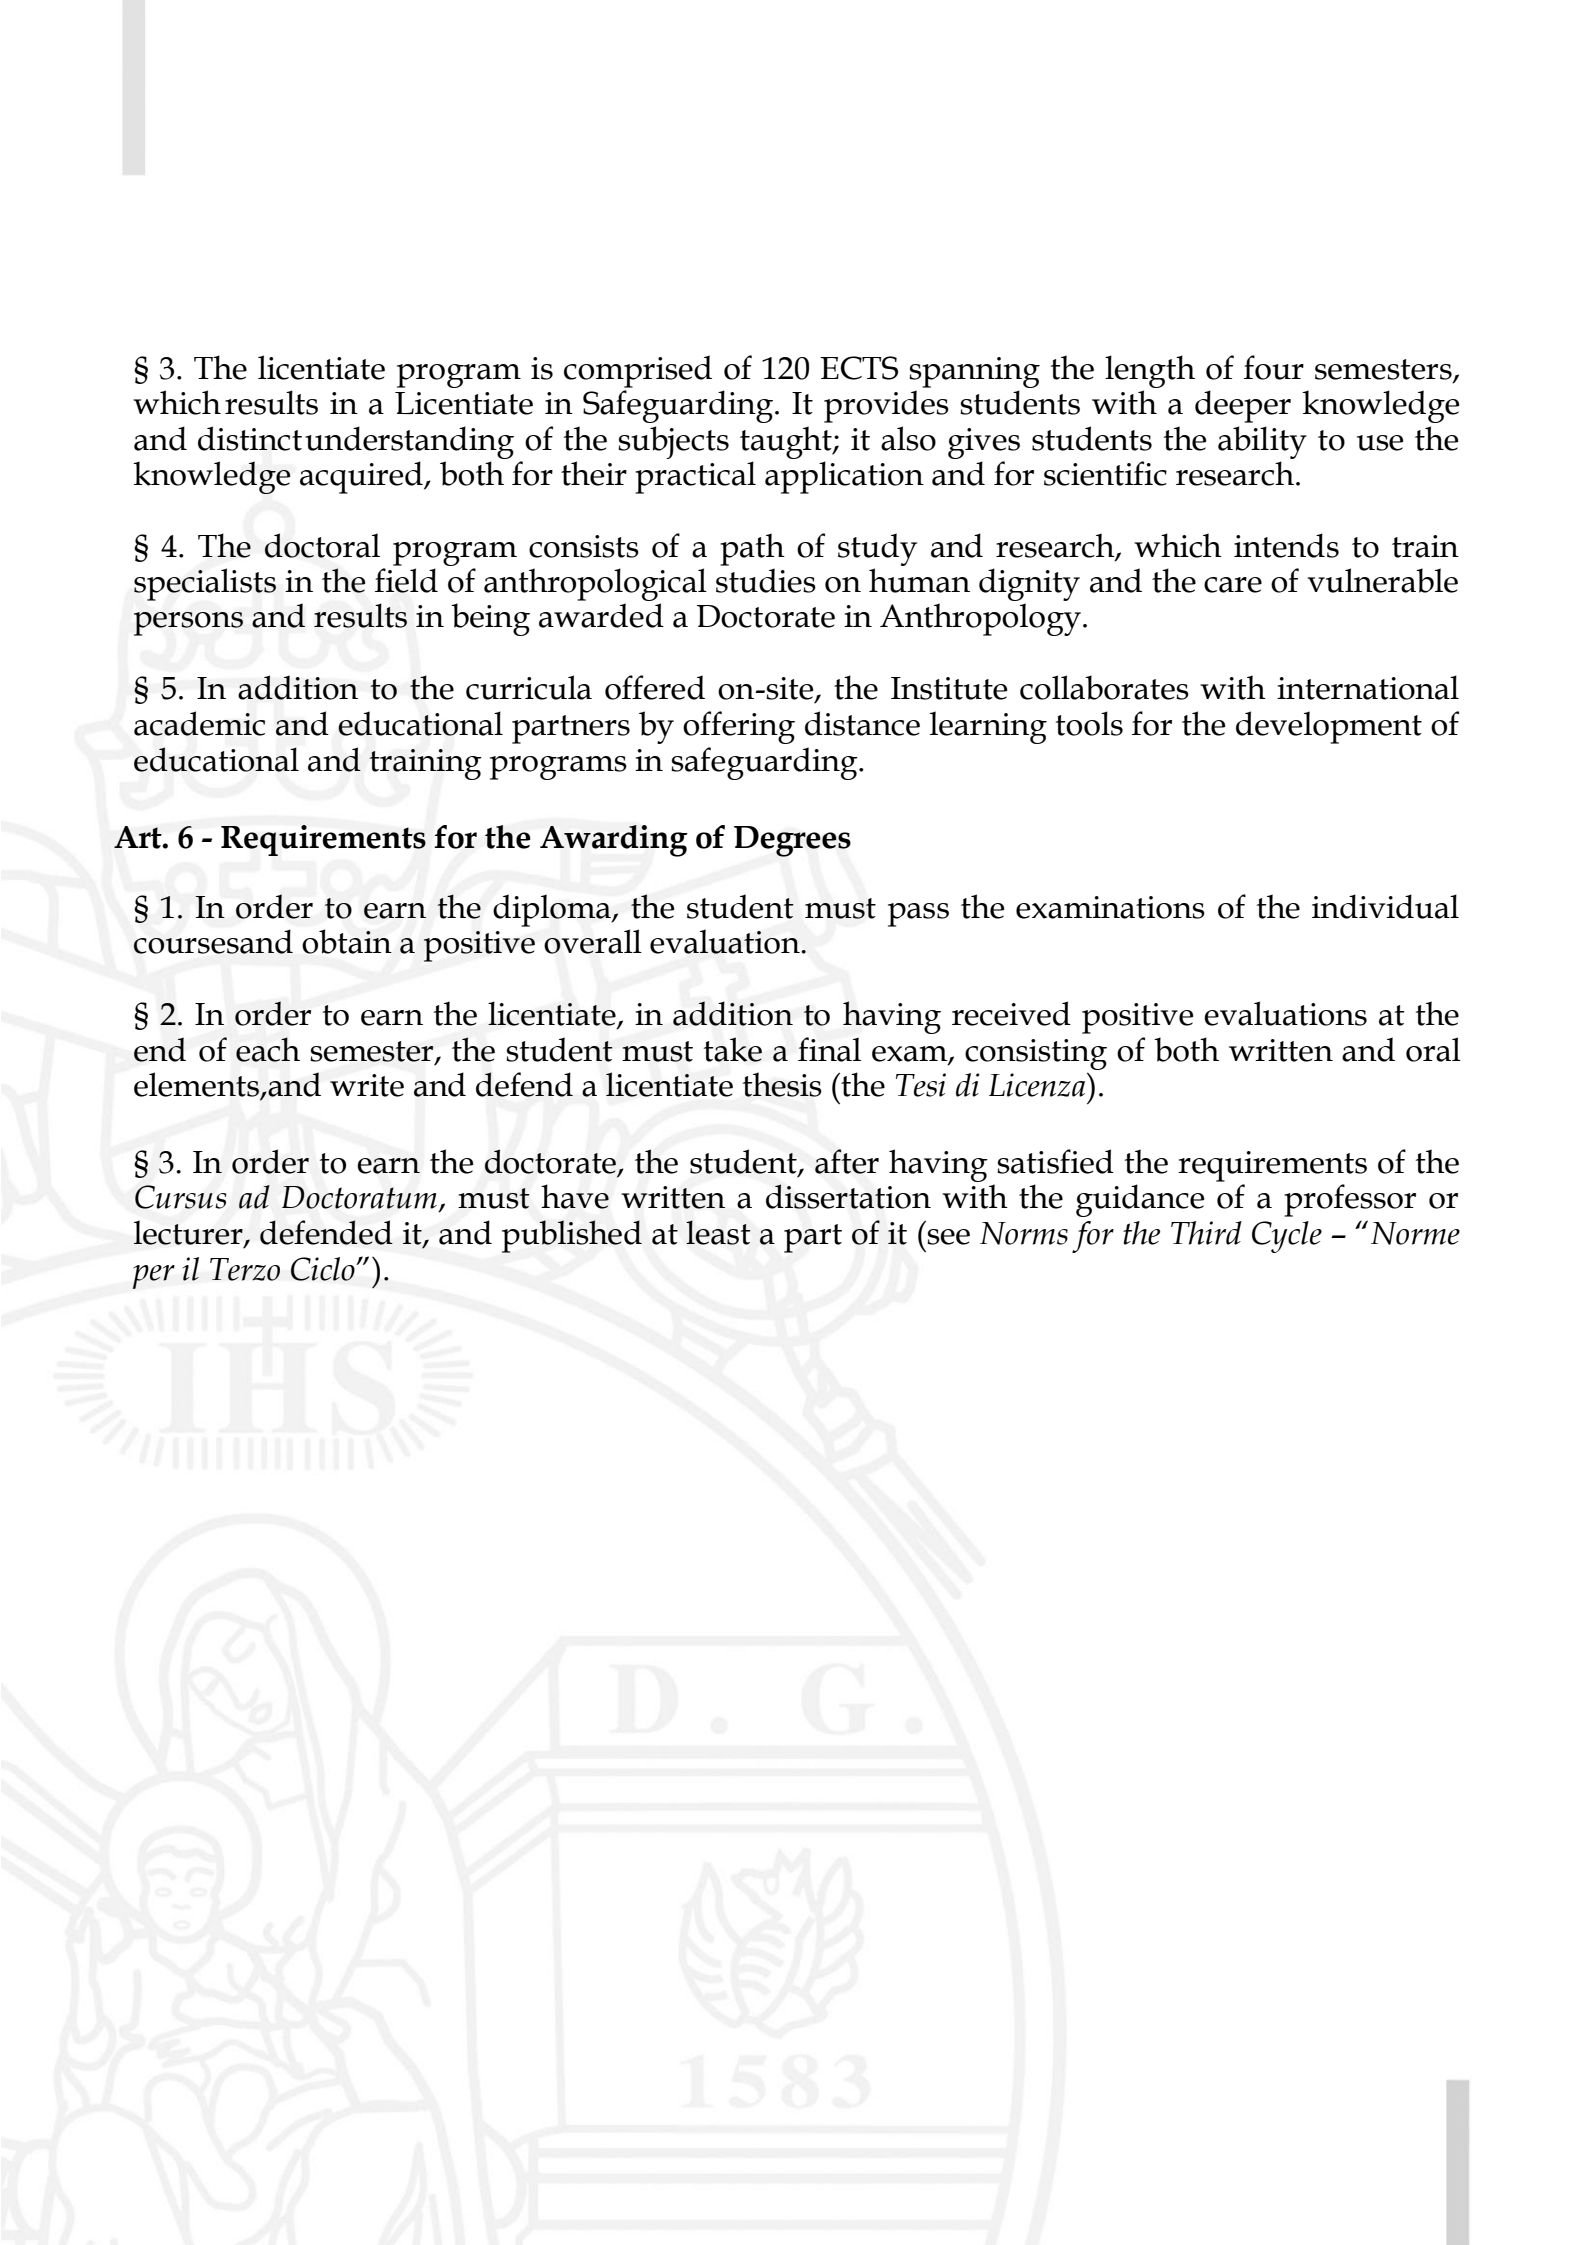 § 3. The licentiate program is comprised of 120 ECTS spanning the length of four semesters,
which results in a Licentiate in Safeguarding. It provides students with a deeper knowledge
and distinct understanding of the subjects taught; it also gives students the ability to use the
knowledge acquired, both for their practical application and for scientific research.
§ 4. The doctoral program consists of a path of study and research, which intends to train
specialists in the field of anthropological studies on human dignity and the care of vulnerable
persons and results in being awarded a Doctorate in Anthropology.
§ 5. In addition to the curricula offered on-site, the Institute collaborates with international
academic and educational partners by offering distance learning tools for the development of
educational and training programs in safeguarding.
Art. 6 - Requirements for the Awarding of Degrees
§ 1. In order to earn the diploma, the student must pass the examinations of the individual
coursesand obtain a positive overall evaluation.
§ 2. In order to earn the licentiate, in addition to having received positive evaluations at the
end of each semester, the student must take a final exam, consisting of both written and oral
elements,and write and defend a licentiate thesis (the Tesi di Licenza).
§ 3. In order to earn the doctorate, the student, after having satisfied the requirements of the
Cursus ad Doctoratum, must have written a dissertation with the guidance of a professor or
lecturer, defended it, and published at least a part of it (see Norms for the Third Cycle – “Norme
per il Terzo Ciclo”).
IHS
D. G.
1583